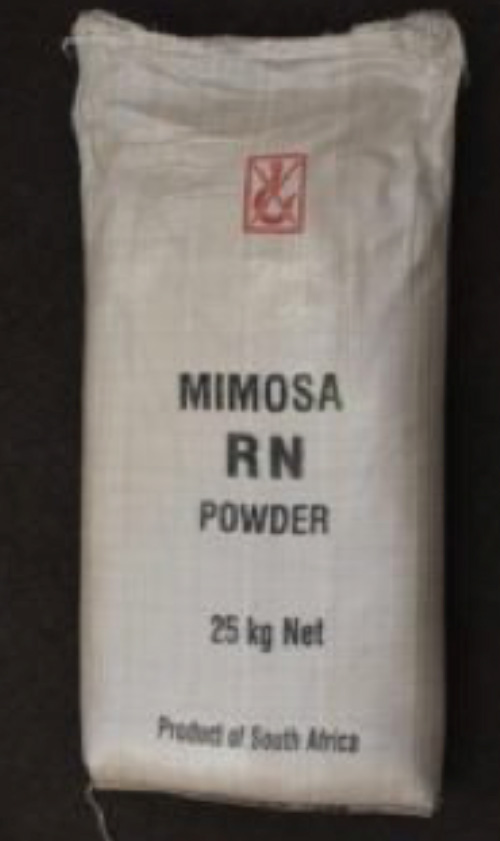 MIMOSA
RN
POWDER
25 kg Net
Product of South Africa